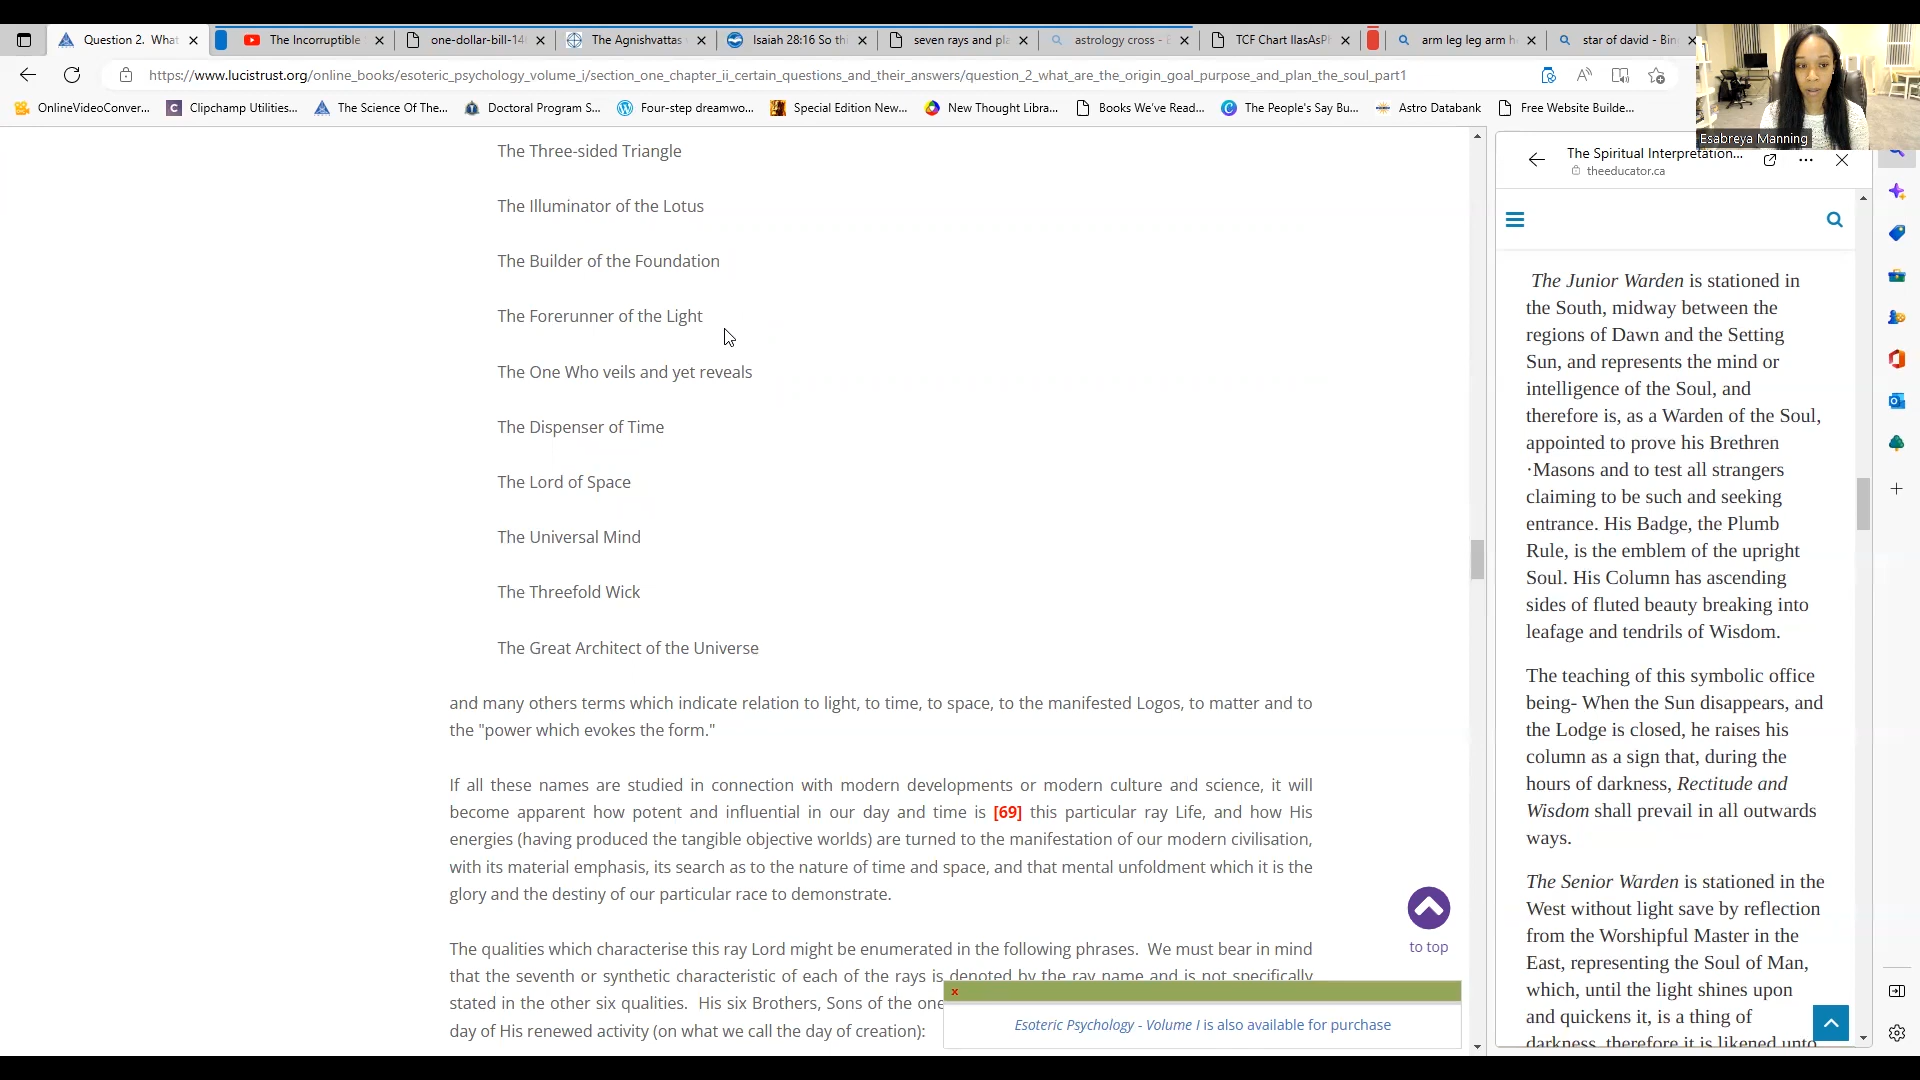 Question 2. What
The Incorruptible
one-dollar-bill-14
The Agnishvattas
Isaiah 28:16 So th
seven rays and pla
astrology cross -
TCF Chart IIasAsP
arm leg leg arm h
star of david - Bin
https://www.lucistrust.org/online_books/esoteric_psychology_volume_i/section_one_chapter_ii_certain_questions_and_their_answers/question_2_what_are_the_origin_goal_purpose_and_plan_the_soul_part1
OnlineVideoConver...
Clipchamp Utilities...
The Science Of The...
Doctoral Program S...
Four-step dreamwo...
Special Edition New...
New Thought Libra...
Books We've Read...
The People's Say Bu...
Astro Databank
Free Website Builde...
Esabreya Manning
The Three-sided Triangle
The Illuminator of the Lotus
The Builder of the Foundation
The Forerunner of the Light
The One Who veils and yet reveals
The Dispenser of Time
The Lord of Space
The Universal Mind
The Threefold Wick
The Great Architect of the Universe
and many others terms which indicate relation to light, to time, to space, to the manifested Logos, to matter and to
the "power which evokes the form."
If all these names are studied in connection with modern developments or modern culture and science, it will
become apparent how potent and influential in our day and time is [69] this particular ray Life, and how His
energies (having produced the tangible objective worlds) are turned to the manifestation of our modern civilisation,
with its material emphasis, its search as to the nature of time and space, and that mental unfoldment which it is the
glory and the destiny of our particular race to demonstrate.
The qualities which characterise this ray Lord might be enumerated in the following phrases. We must bear in mind
that the seventh or synthetic characteristic of each of the rays is denoted by the ray name and is not specifically
stated in the other six qualities. His six Brothers, Sons of the one
day of His renewed activity (on what we call the day of creation):
to top
x
Esoteric Psychology - Volume I is also available for purchase
The Spiritual Interpretation...
theeducator.ca
The Junior Warden is stationed in
the South, midway between the
regions of Dawn and the Setting
Sun, and represents the mind or
intelligence of the Soul, and
therefore is, as a Warden of the Soul,
appointed to prove his Brethren
·Masons and to test all strangers
claiming to be such and seeking
entrance. His Badge, the Plumb
Rule, is the emblem of the upright
Soul. His Column has ascending
sides of fluted beauty breaking into
leafage and tendrils of Wisdom.
The teaching of this symbolic office
being- When the Sun disappears, and
the Lodge is closed, he raises his
column as a sign that, during the
hours of darkness, Rectitude and
Wisdom shall prevail in all outwards
ways.
The Senior Warden is stationed in the
West without light save by reflection
from the Worshipful Master in the
East, representing the Soul of Man,
which, until the light shines upon
and quickens it, is a thing of
darkness, therefore it is likened unto